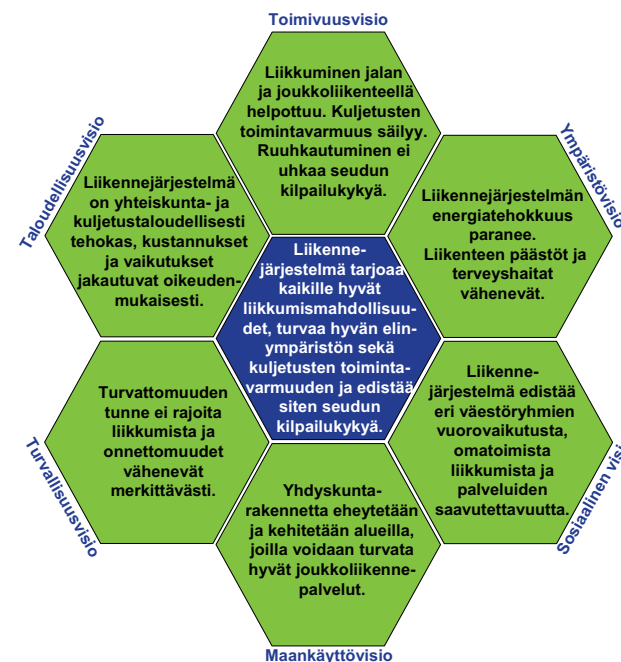 Toimivuusvisio
Liikkuminen jalan
ja joukkoliikenteellä
helpottuu. Kuljetusten
toimintavarmuus säilyy.
Ruuhkautuminen ei
uhkaa seudun
kilpailukykyä.
Ympäristövisio
Liikennejärjestelmän
energiatehokkuus
paranee.
Liikenteen päästöt ja
terveyshaitat
vähenevät.
Taloudellisuusvisio
Liikennejärjestelmä
on yhteiskunta- ja
kuljetustaloudellisesti
tehokas, kustannukset
ja vaikutukset
jakautuvat oikeuden-
mukaisesti.
Liikenne-
järjestelmä tarjoaa
kaikille hyvät
liikkumismahdollisuu-
det, turvaa hyvän elin-
ympäristön sekä
kuljetusten toiminta-
varmuuden ja edistää
siten seudun
kilpailukykyä.
Turvattomuuden
tunne ei rajoita
liikkumista ja
onnettomuudet
vähenevät
merkittävästi.
Turvallisuusvisio
Liikenne-
järjestelmä edistää
eri väestöryhmien
vuorovaikutusta,
omatoimista
liikkumista ja
palveluiden
saavutettavuutta.
Sosiaalinen visi
Yhdyskunta-
rakennetta eheytetään
ja kehitetään alueilla,
joilla voidaan turvata
hyvät joukkoliikenne-
palvelut.
Maankäyttövisio